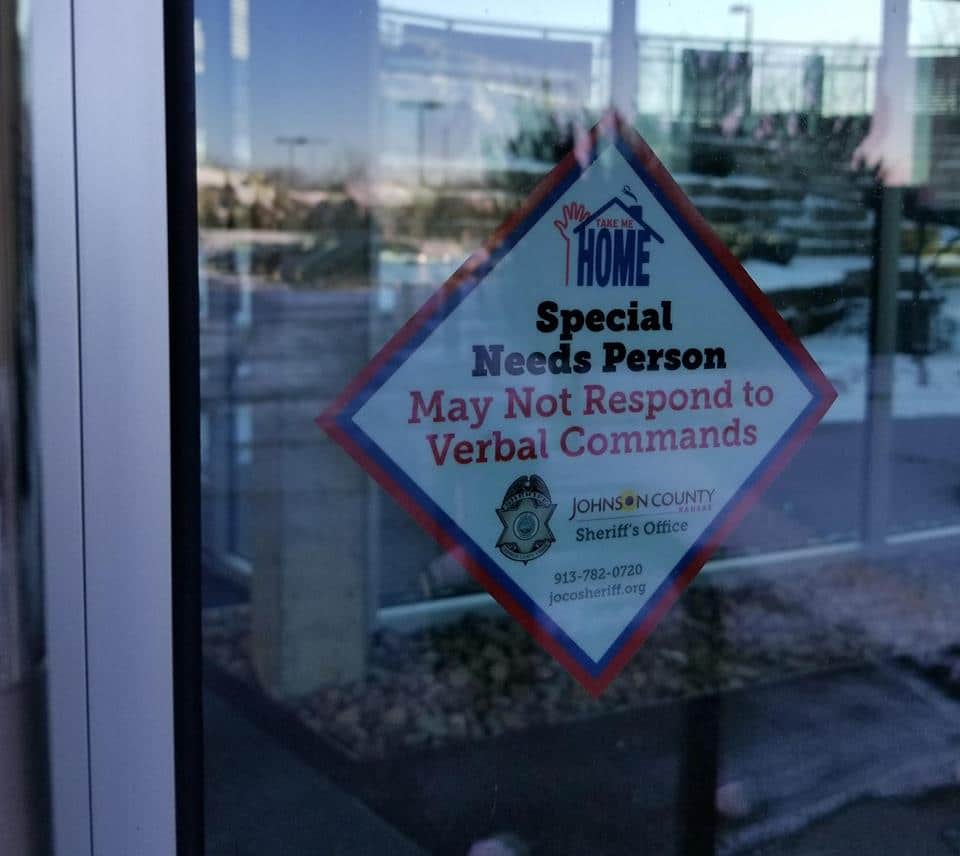 TAKE ME
HOME
Special
Needs Person
May Not Respond to
Verbal Commands
JOHNSON COUNTY
KANSAS
Sheriff's Office
913-782-0720
jocosheriff.org